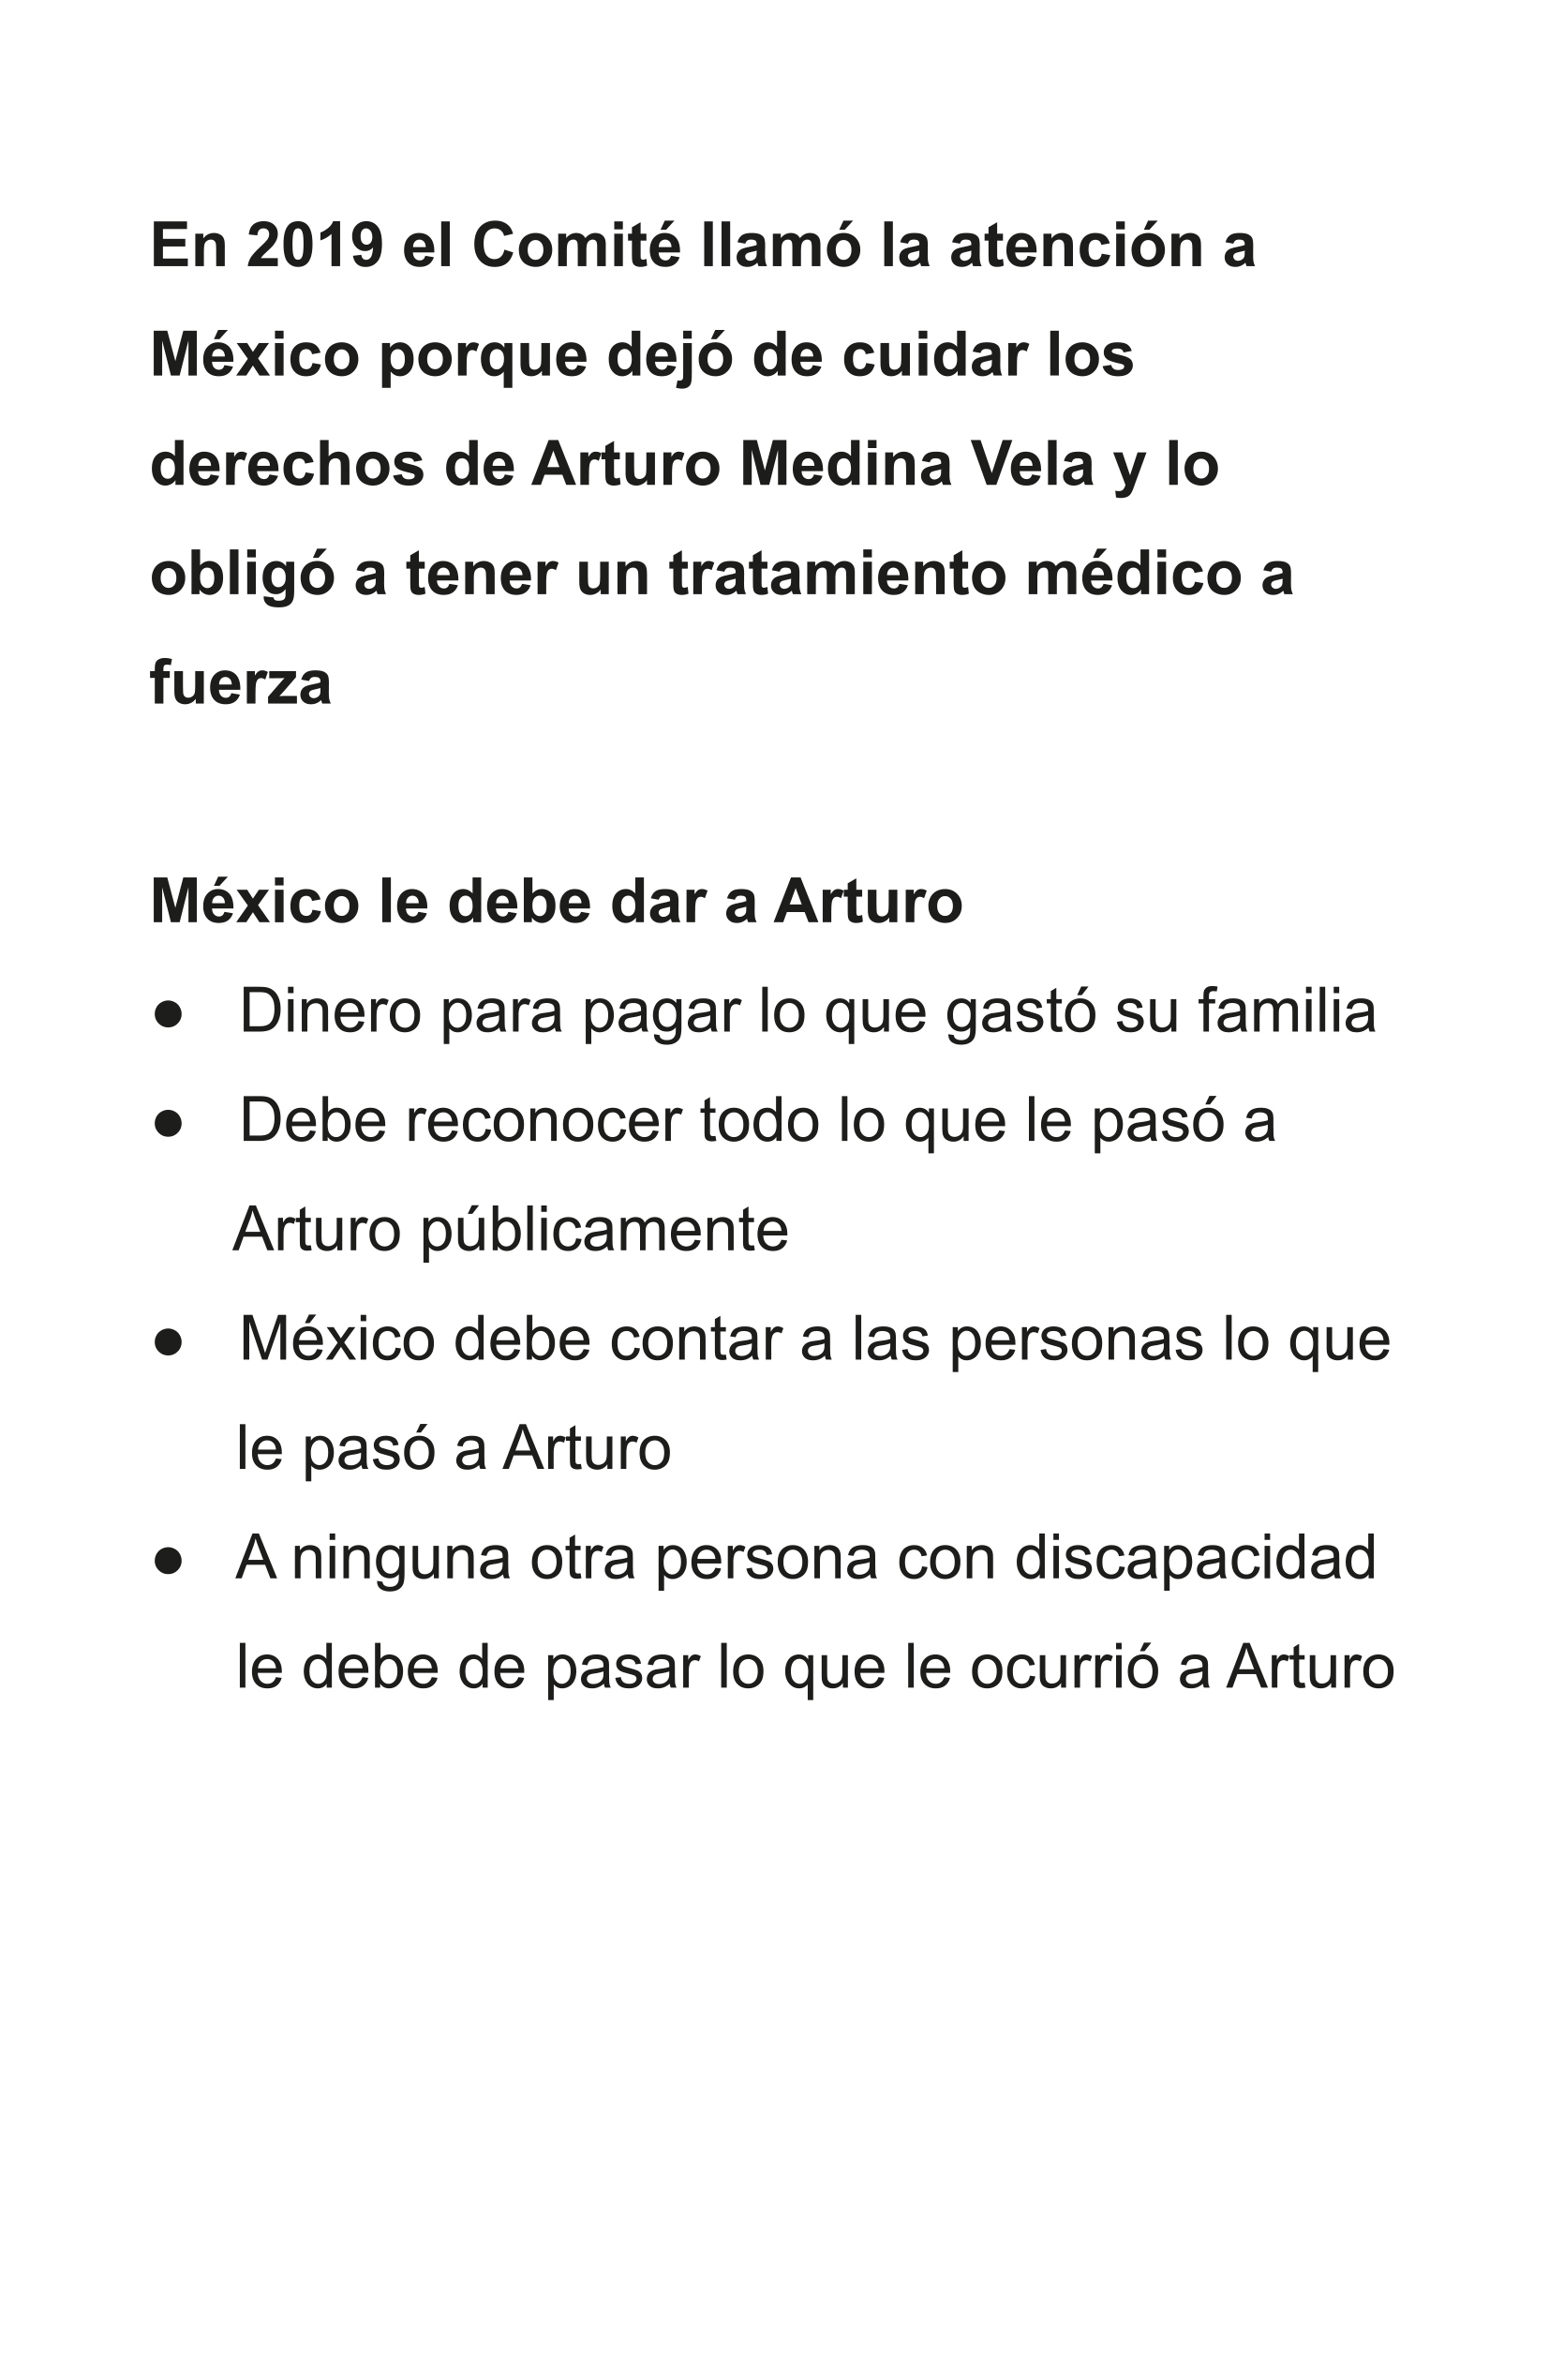 En 2019 el Comité llamó la atención a
México porque dejó de cuidar los
derechos de Arturo Medina Vela y lo
obligó a tener un tratamiento médico a
fuerza
México le debe dar a Arturo
● Dinero para pagar lo que gastó su familia
● Debe reconocer todo lo que le pasó a
Arturo públicamente
● México debe contar a las personas lo que
le pasó a Arturo
● A ninguna otra persona con discapacidad
le debe de pasar lo que le ocurrió a Arturo